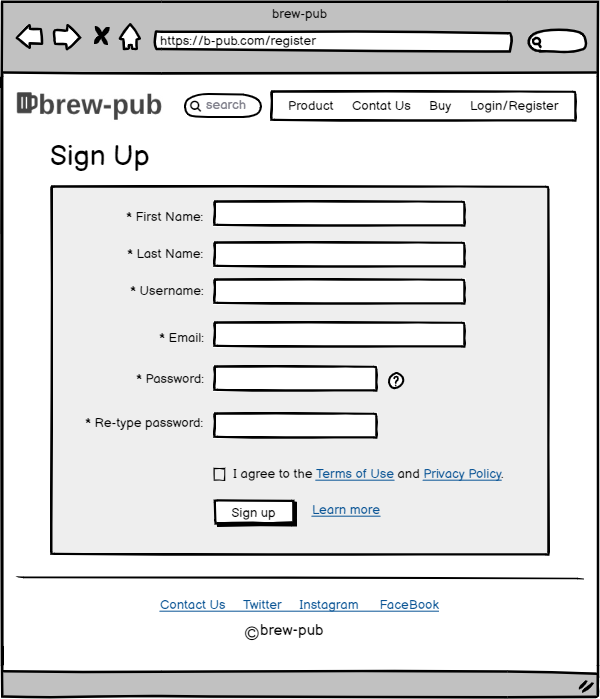 brew-pub
https://b-pub.com/register
brew-pub search Product Contat Us Buy Login/Register
Sign Up
* First Name:
* Last Name:
* Username:
* Email:
* Password: ?
* Re-type password:
I agree to the Terms of Use and Privacy Policy.
Sign up Learn more
Contact Us Twitter Instagram FaceBook
©brew-pub